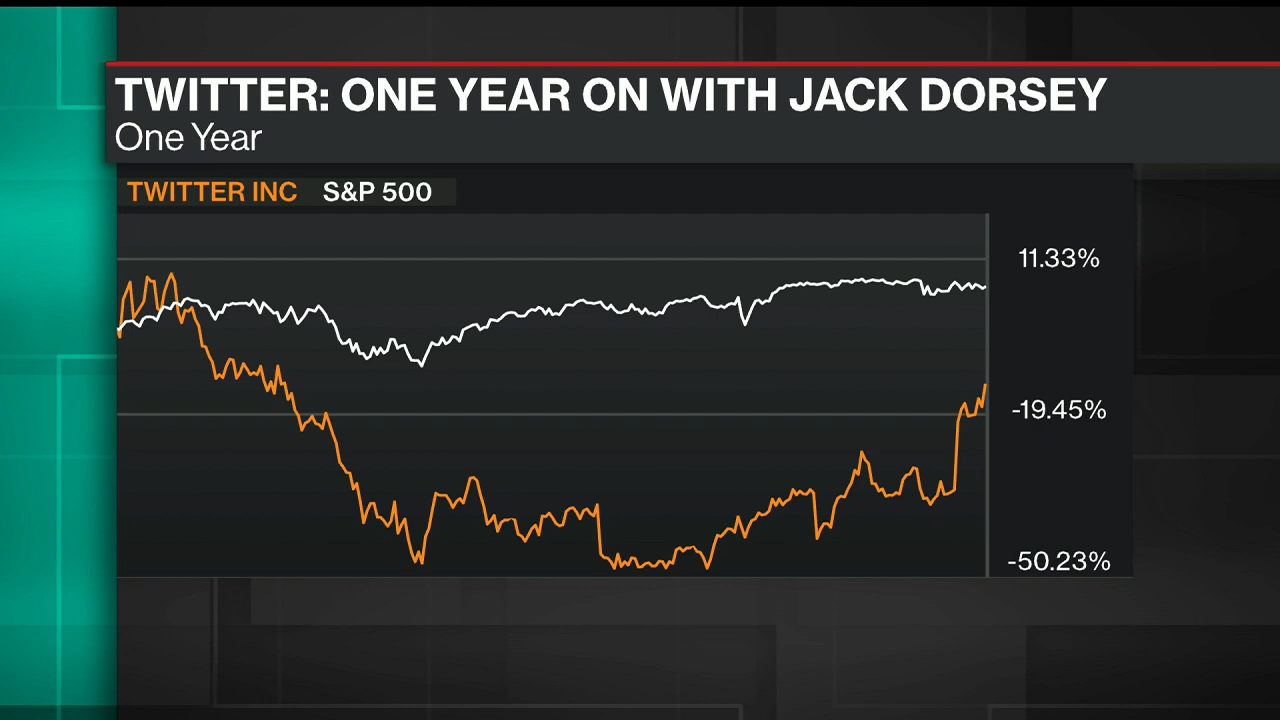 TWITTER: ONE YEAR ON WITH JACK DORSEY
One Year
TWITTER INC S&P 500
11.33%
-19.45%
-50.23%